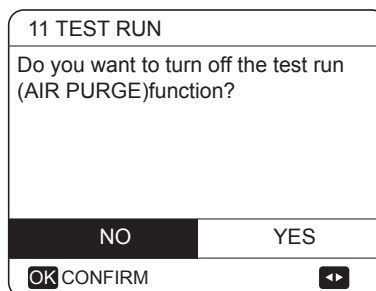 11 TEST RUN
Do you want to turn off the test run
(AIR PURGE)function?
NO YES
OK CONFIRM